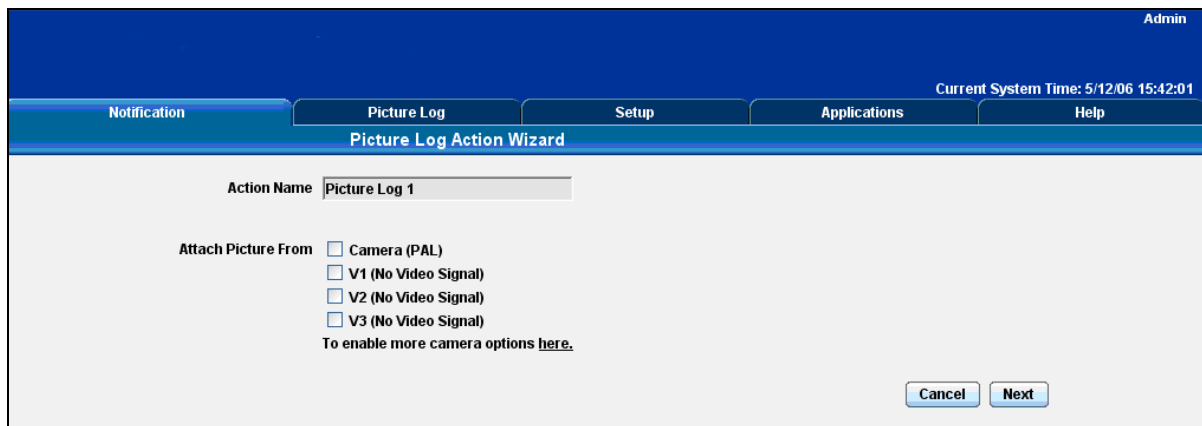 Admin
Current System Time: 5/12/06 15:42:01
Notification Picture Log Setup Applications Help
Picture Log Action Wizard
Action Name Picture Log 1
Attach Picture From Camera (PAL)
V1 (No Video Signal)
V2 (No Video Signal)
V3 (No Video Signal)
To enable more camera options here.
Cancel Next